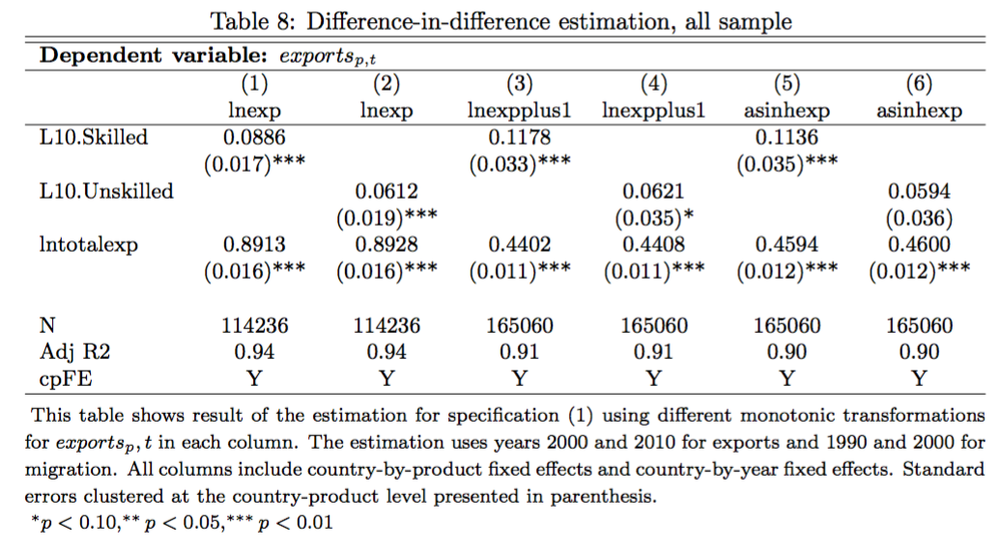 Table 8: Difference-in-difference estimation, all sample
Dependent variable: exportsp,t
(1) (2) (3) (4) (5) (6)
lnexp lnexp lnexpplus1 lnexpplus1 asinhexp asinhexp
L10.Skilled 0.0886 0.1178 0.1136
(0.017)*** (0.033)*** (0.035)***
L10.Unskilled 0.0612 0.0621 0.0594
(0.019)*** (0.035)* (0.036)
lntotalexp 0.8913 0.8928 0.4402 0.4408 0.4594 0.4600
(0.016)*** (0.016)*** (0.011)*** (0.011)*** (0.012)*** (0.012)***
N 114236 114236 165060 165060 165060 165060
Adj R2 0.94 0.94 0.91 0.91 0.90 0.90
cpFE Y Y Y Y Y Y
This table shows result of the estimation for specification (1) using different monotonic transformations
for exportsp,t in each column. The estimation uses years 2000 and 2010 for exports and 1990 and 2000 for
migration. All columns include country-by-product fixed effects and country-by-year fixed effects. Standard
errors clustered at the country-product level presented in parenthesis.
*p < 0.10,** p < 0.05,*** p < 0.01